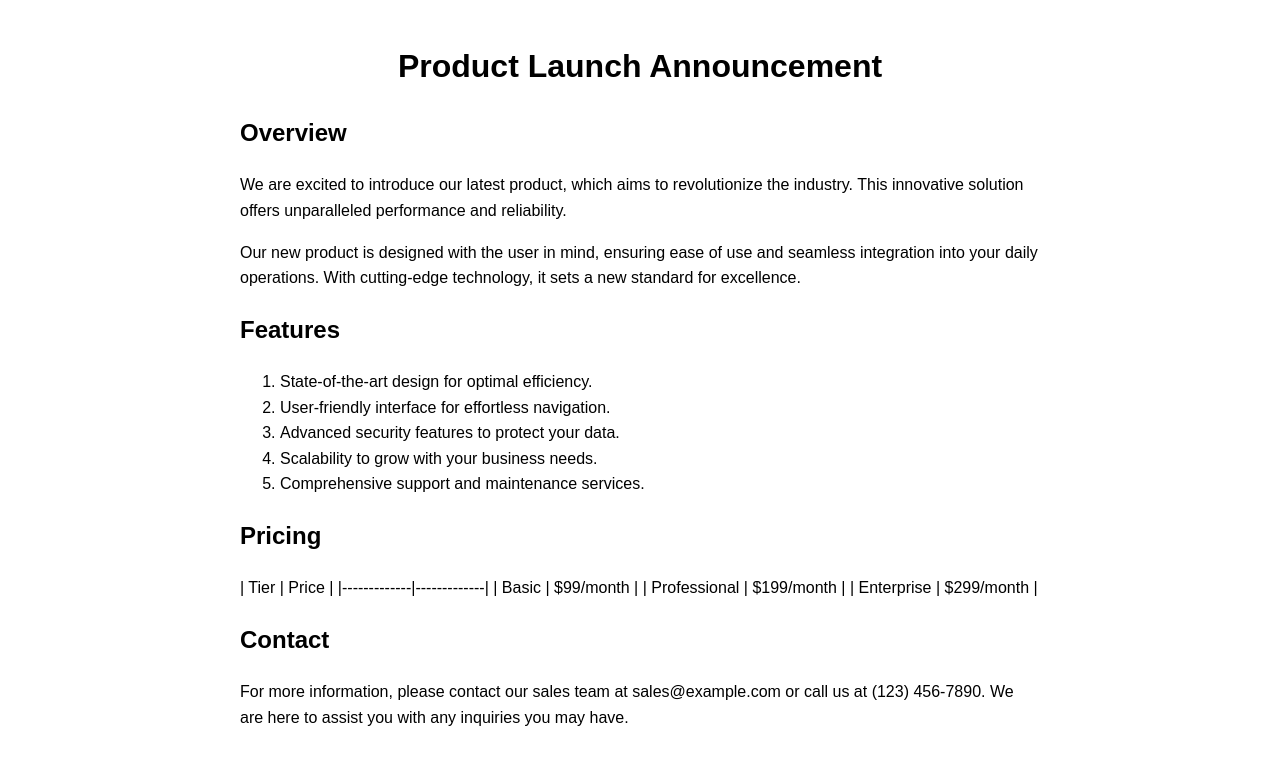 Product Launch Announcement
Overview
We are excited to introduce our latest product, which aims to revolutionize the industry. This innovative solution
offers unparalleled performance and reliability.
Our new product is designed with the user in mind, ensuring ease of use and seamless integration into your daily
operations. With cutting-edge technology, it sets a new standard for excellence.
Features
1. State-of-the-art design for optimal efficiency.
2. User-friendly interface for effortless navigation.
3. Advanced security features to protect your data.
4. Scalability to grow with your business needs.
5. Comprehensive support and maintenance services.
Pricing
| Tier | Price | |-------------|-------------| | Basic | $99/month | | Professional | $199/month | | Enterprise | $299/month |
Contact
For more information, please contact our sales team at sales@example.com or call us at (123) 456-7890. We
are here to assist you with any inquiries you may have.